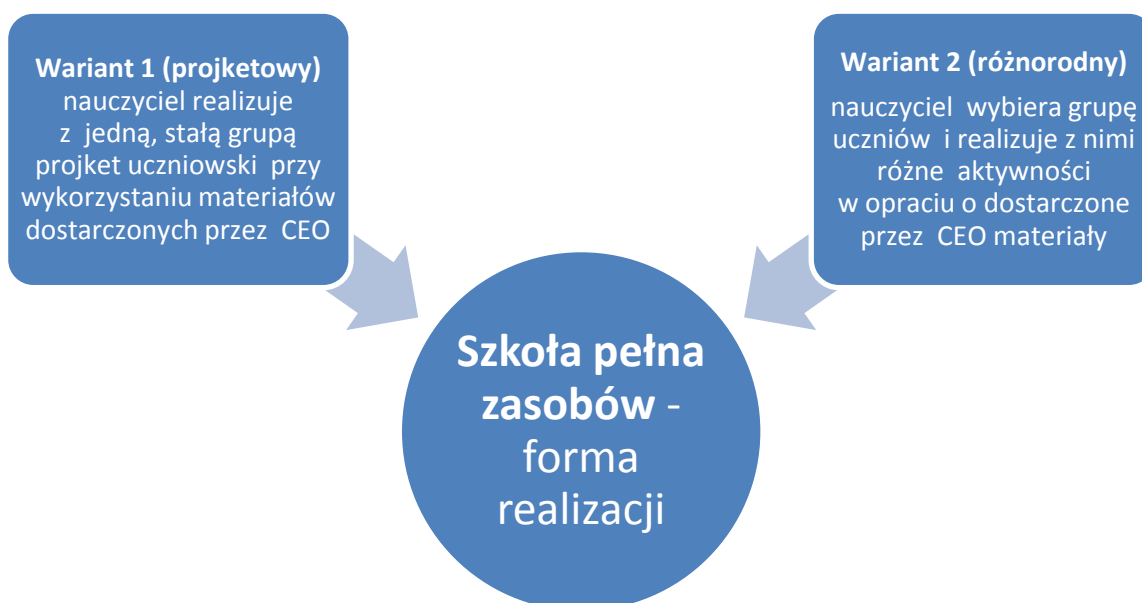 Wariant 1 (projketowy)
nauczyciel realizuje
z jedną, stałą grupą
projket uczniowski przy
wykorzystaniu materiałów
dostarczonych przez CEO
Wariant 2 (różnorodny)
nauczyciel wybiera grupę
uczniów i realizuje z nimi
różne aktywności
w opraciu o dostarczone
przez CEO materiały
Szkoła pełna
zasobów -
forma
realizacji